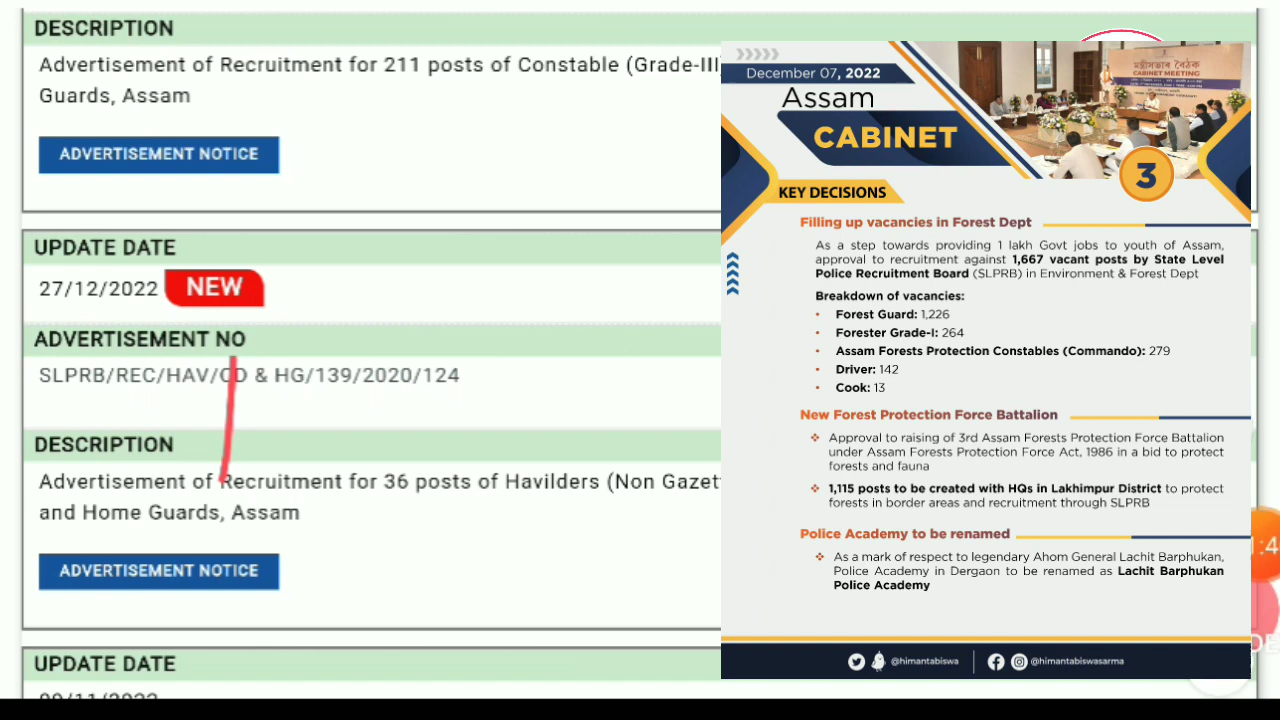 DESCRIPTION
Advertisement of Recruitment for 211 posts of Constable (Grade-III)
Guards, Assam
ADVERTISEMENT NOTICE
UPDATE DATE
27/12/2022 NEW
ADVERTISEMENT NO
SLPRB/REC/HAV/CD & HG/139/2020/124
DESCRIPTION
Advertisement of Recruitment for 36 posts of Havilders (Non
and Home Guards, Assam
ADVERTISEMENT NOTICE
UPDATE DATE
December 07, 2022
Assam
CABINET
মন্ত্ৰীসভাৰ বৈঠক
CABINET MEETING
3
KEY DECISIONS
Filling up vacancies in Forest Dept
As a step towards providing 1 lakh Govt jobs to youth of Assam,
approval to recruitment against 1,667 vacant posts by State Level
Police Recruitment Board (SLPRB) in Environment & Forest Dept
Breakdown of vacancies:
• Forest Guard: 1,226
• Forester Grade-I: 264
• Assam Forests Protection Constables (Commando): 279
• Driver: 142
• Cook: 13
New Forest Protection Force Battalion
❖ Approval to raising of 3rd Assam Forests Protection Force Battalion
under Assam Forests Protection Force Act, 1986 in a bid to protect
forests and fauna
❖ 1,115 posts to be created with HQs in Lakhimpur District to protect
forests in border areas and recruitment through SLPRB
Police Academy to be renamed
❖ As a mark of respect to legendary Ahom General Lachit Barphukan,
Police Academy in Dergaon to be renamed as Lachit Barphukan
Police Academy
@himantabiswa
@himantabiswasarma